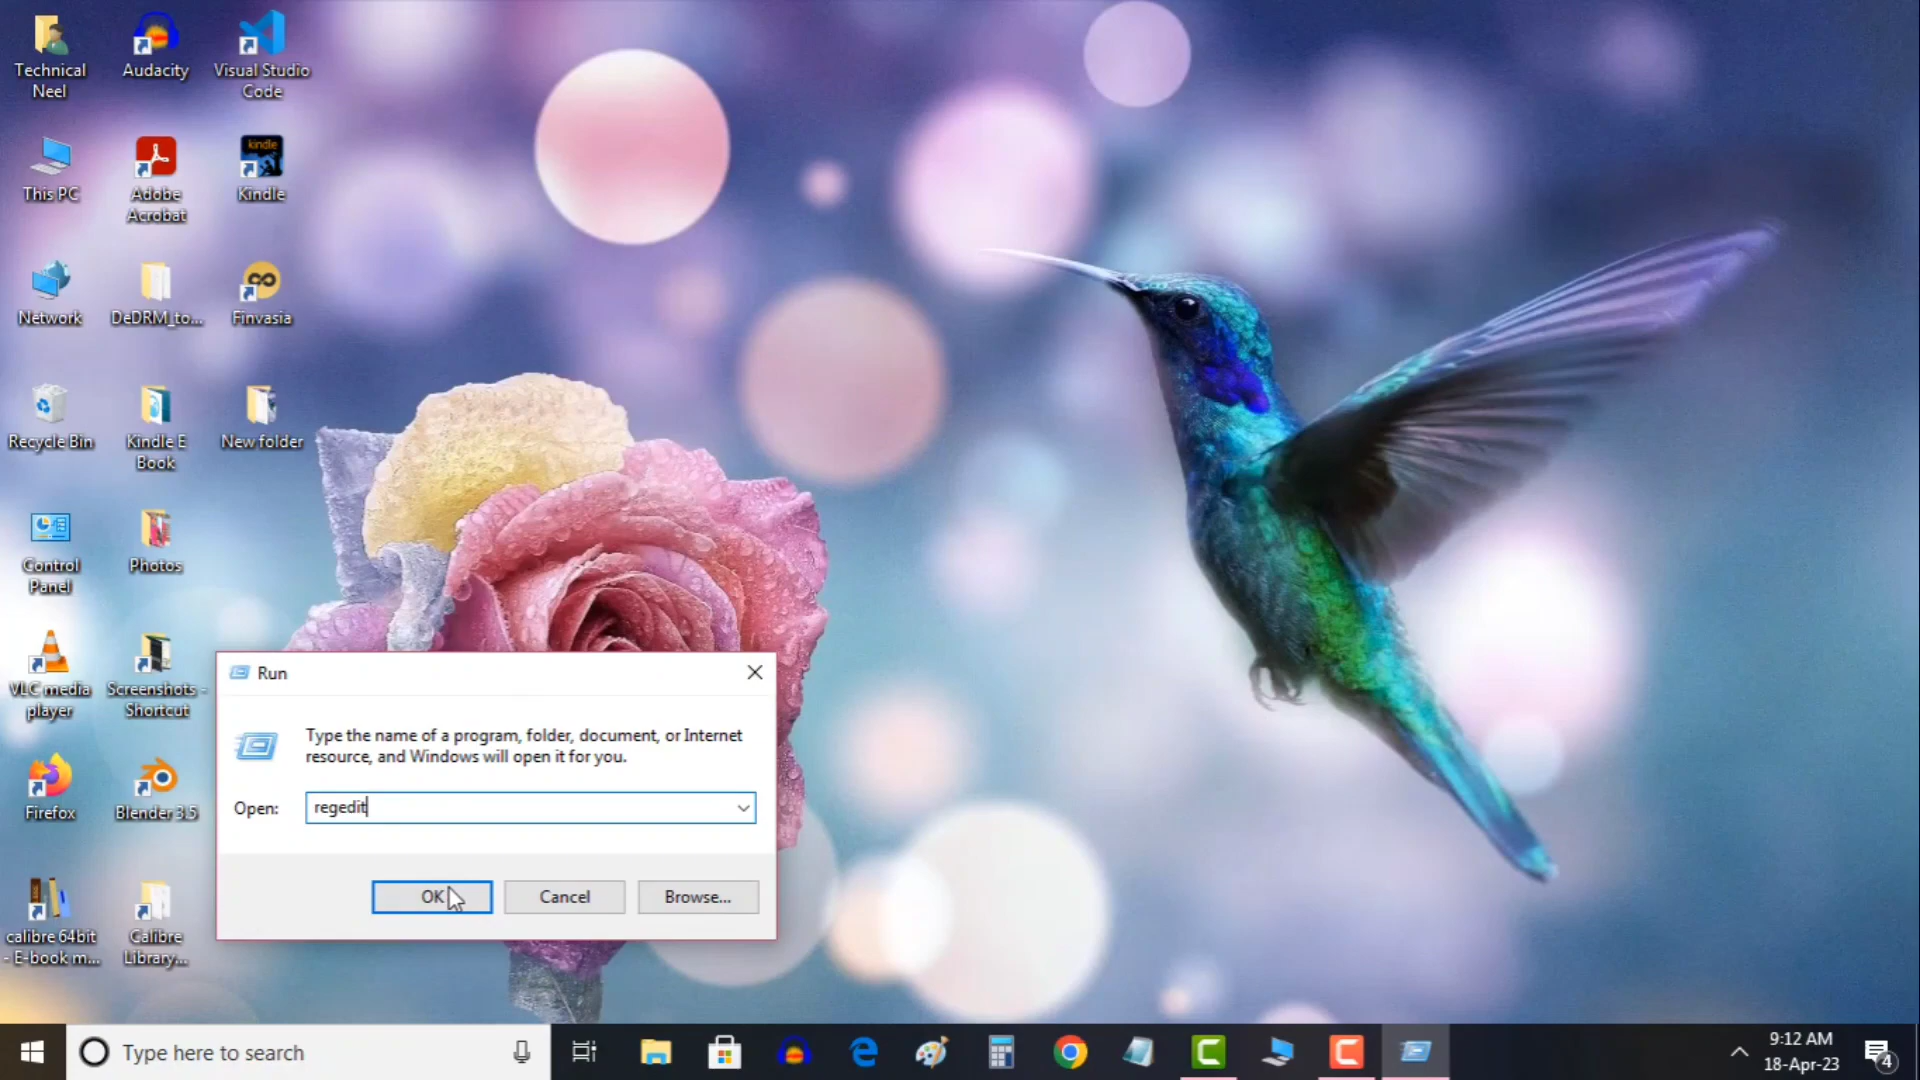 Technical
Neel
Audacity
Visual Studio
Code
This PC
Adobe
Acrobat
kindle
Kindle
Network
DeDRM_to...
Finvasia
Recycle Bin
Kindle E
Book
New folder
Control
Panel
Photos
VLC media
player
Screenshots -
Shortcut
Firefox
Blender 3.5
calibre 64bit
- E-book m...
Calibre
Library...
Run
Type the name of a program, folder, document, or Internet
resource, and Windows will open it for you.
Open:
regedit
OK
Cancel
Browse...
Type here to search
9:12 AM
18-Apr-23
4